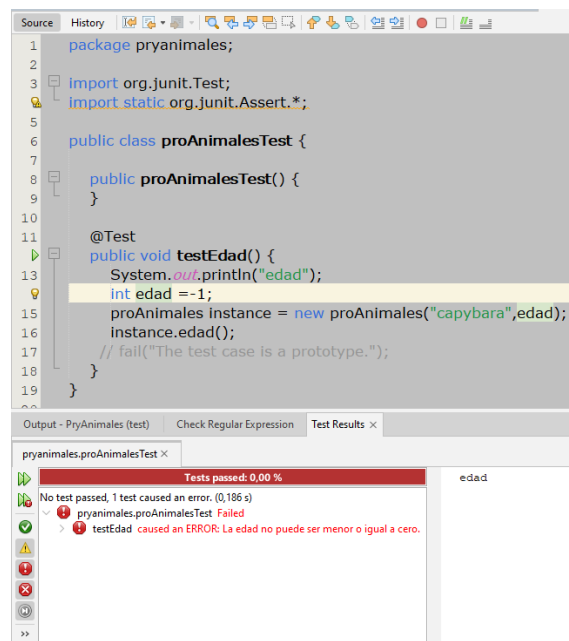 Source History
1 package pryanimales;
2
3 import org.junit.Test;
import static org.junit.Assert.*;
5
6 public class proAnimalesTest {
7
8 public proAnimalesTest() {
9 }
10
11 @Test
public void testEdad() {
13 System.out.println("edad");
int edad =-1;
15 proAnimales instance = new proAnimales("capybara",edad);
16 instance.edad();
17 // fail("The test case is a prototype.");
18 }
19 }
Output - PryAnimales (test) Check Regular Expression Test Results ×
pryanimales.proAnimalesTest ×
Tests passed: 0,00 %
edad
No test passed, 1 test caused an error. (0,186 s)
pryanimales.proAnimalesTest Failed
testEdad caused an ERROR: La edad no puede ser menor o igual a cero.